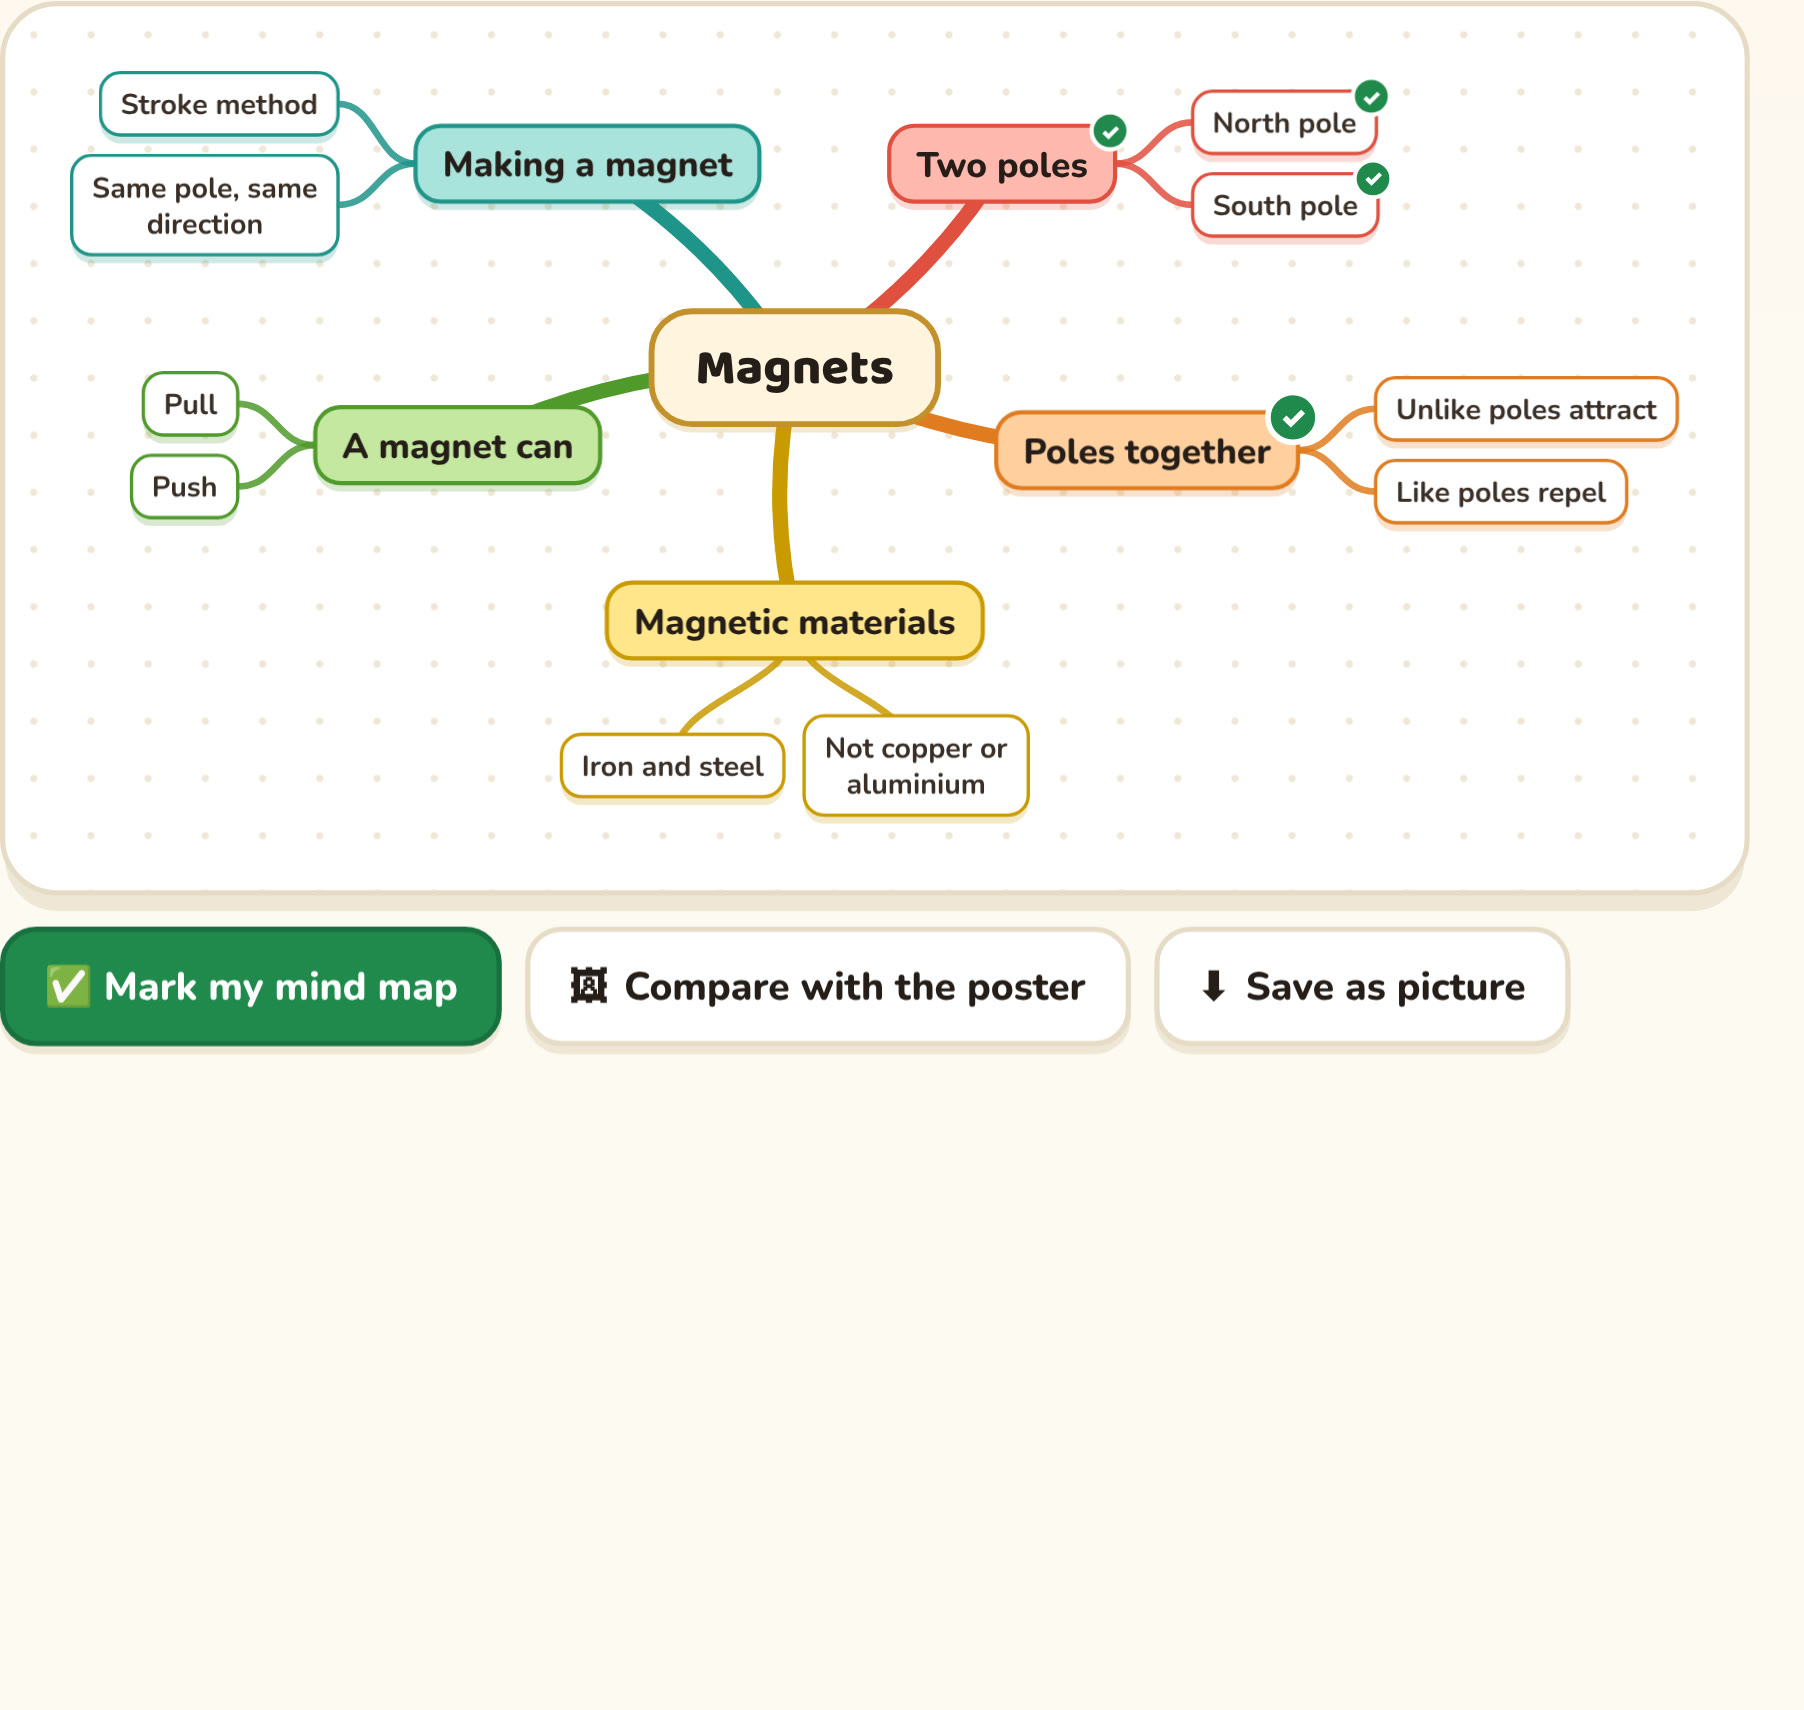 Stroke method
Same pole, same
direction
Making a magnet
Two poles
North pole
South pole
Magnets
Pull
Push
A magnet can
Poles together
Unlike poles attract
Like poles repel
Magnetic materials
Iron and steel
Not copper or
aluminium
Mark my mind map
Compare with the poster
Save as picture